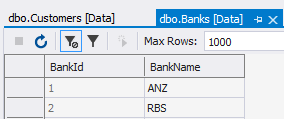 dbo.Customers [Data] dbo.Banks [Data]
Max Rows: 1000
BankId BankName
1 ANZ
2 RBS